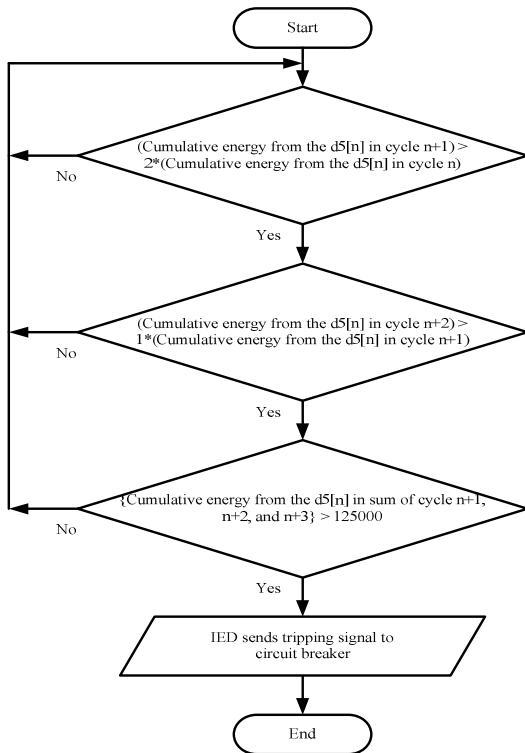 Start
(Cumulative energy from the d5[n] in cycle n+1) >
2*(Cumulative energy from the d5[n] in cycle n)
No
Yes
(Cumulative energy from the d5[n] in cycle n+2) >
1*(Cumulative energy from the d5[n] in cycle n+1)
No
Yes
{Cumulative energy from the d5[n] in sum of cycle n+1,
n+2, and n+3} > 125000
No
Yes
IED sends tripping signal to
circuit breaker
End